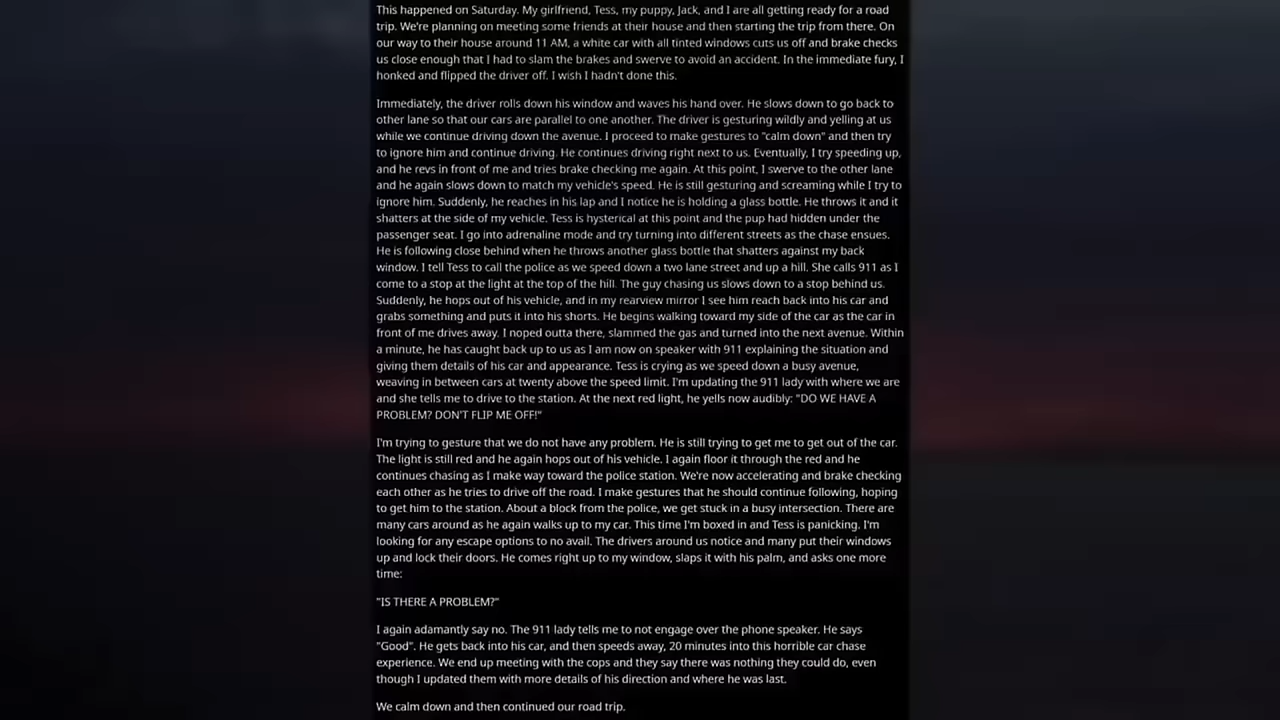 This happened on Saturday. My girlfriend, Tess, my puppy, Jack, and I are all getting ready for a road
trip. We're planning on meeting some friends at their house and then starting the trip from there. On
our way to their house around 11 AM, a white car with all tinted windows cuts us off and brake checks
us close enough that I had to slam the brakes and swerve to avoid an accident. In the immediate fury, I
honked and flipped the driver off. I wish I hadn't done this.
Immediately, the driver rolls down his window and waves his hand over. He slows down to go back to
other lane so that our cars are parallel to one another. The driver is gesturing wildly and yelling at us
while we continue driving down the avenue. I proceed to make gestures to "calm down" and then try
to ignore him and continue driving. He continues driving right next to us. Eventually, I try speeding up,
and he revs in front of me and tries brake checking me again. At this point, I swerve to the other lane
and he again slows down to match my vehicle's speed. He is still gesturing and screaming while I try to
ignore him. Suddenly, he reaches in his lap and I notice he is holding a glass bottle. He throws it and it
shatters at the side of my vehicle. Tess is hysterical at this point and the pup had hidden under the
passenger seat. I go into adrenaline mode and try turning into different streets as the chase ensues.
He is following close behind when he throws another glass bottle that shatters against my back
window. I tell Tess to call the police as we speed down a two lane street and up a hill. She calls 911 as I
come to a stop at the light at the top of the hill. The guy chasing us slows down to a stop behind us.
Suddenly, he hops out of his vehicle, and in my rearview mirror I see him reach back into his car and
grabs something and puts it into his shorts. He begins walking toward my side of the car as the car in
front of me drives away. I noped outta there, slammed the gas and turned into the next avenue. Within
a minute, he has caught back up to us as I am now on speaker with 911 explaining the situation and
giving them details of his car and appearance. Tess is crying as we speed down a busy avenue,
weaving in between cars at twenty above the speed limit. I'm updating the 911 lady with where we are
and she tells me to drive to the station. At the next red light, he yells now audibly: "DO WE HAVE A
PROBLEM? DON'T FLIP ME OFF!"
I'm trying to gesture that we do not have any problem. He is still trying to get me to get out of the car.
The light is still red and he again hops out of his vehicle. I again floor it through the red and he
continues chasing as I make way toward the police station. We're now accelerating and brake checking
each other as he tries to drive off the road. I make gestures that he should continue following, hoping
to get him to the station. About a block from the police, we get stuck in a busy intersection. There are
many cars around as he again walks up to my car. This time I'm boxed in and Tess is panicking. I'm
looking for any escape options to no avail. The drivers around us notice and many put their windows
up and lock their doors. He comes right up to my window, slaps it with his palm, and asks one more
time:
"IS THERE A PROBLEM?"
I again adamantly say no. The 911 lady tells me to not engage over the phone speaker. He says
"Good". He gets back into his car, and then speeds away, 20 minutes into this horrible car chase
experience. We end up meeting with the cops and they say there was nothing they could do, even
though I updated them with more details of his direction and where he was last.
We calm down and then continued our road trip.